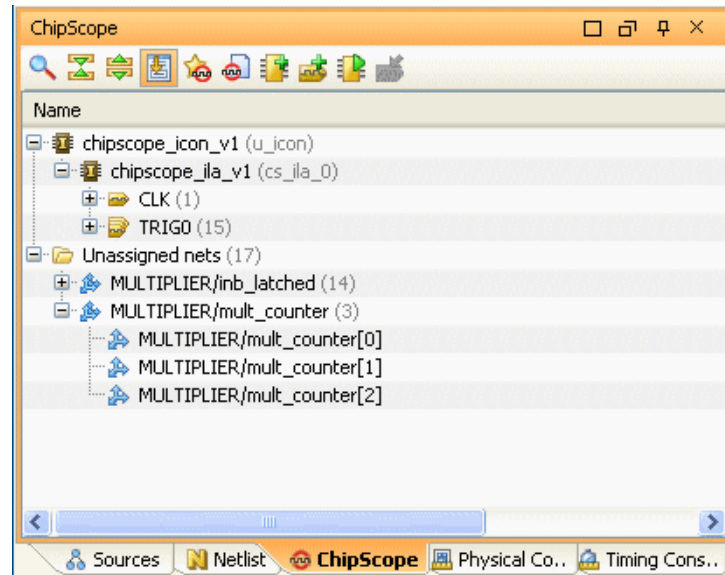 ChipScope
Name
chipscope_icon_v1 (u_icon)
chipscope_ila_v1 (cs_ila_0)
CLK (1)
TRIG0 (15)
Unassigned nets (17)
MULTIPLIER/inb_latched (14)
MULTIPLIER/mult_counter (3)
MULTIPLIER/mult_counter[0]
MULTIPLIER/mult_counter[1]
MULTIPLIER/mult_counter[2]
Sources Netlist ChipScope Physical Co.. Timing Cons..